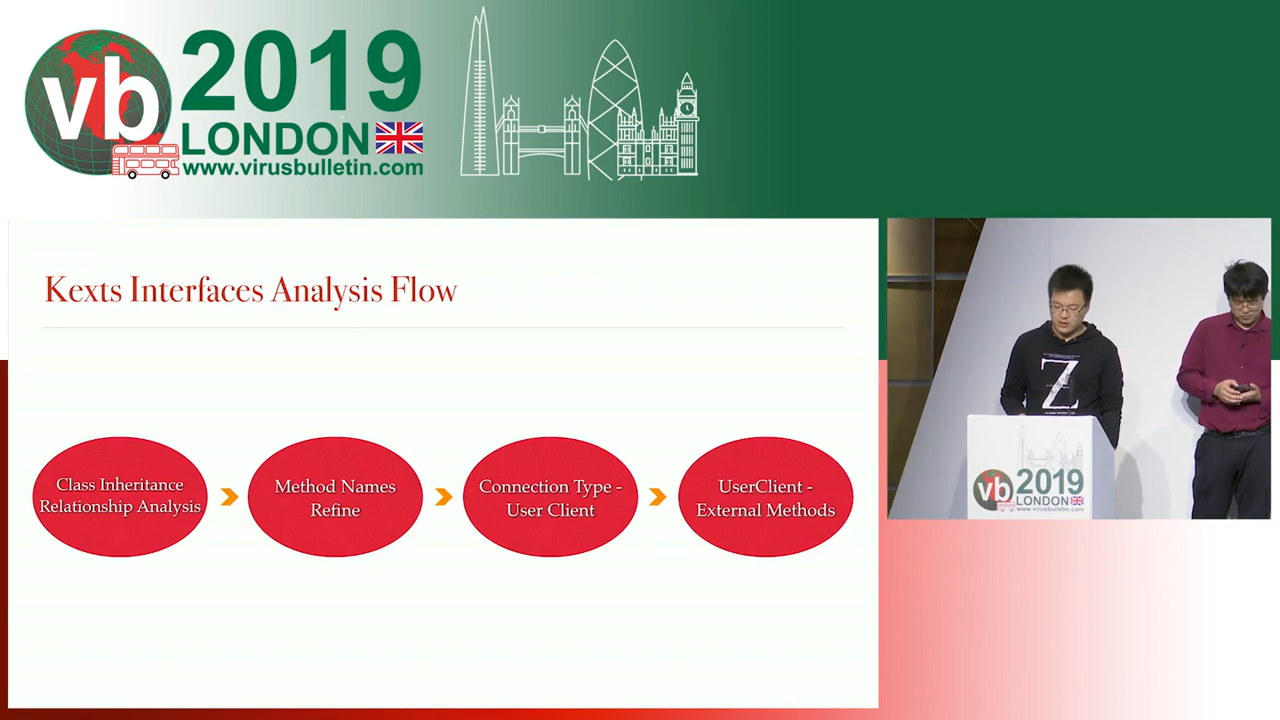 vb
2019
LONDON
www.virusbulletin.com
Kexts Interfaces Analysis Flow
Class Inheritance
Relationship Analysis
Method Names
Refine
Connection Type -
User Client
UserClient -
External Methods
Z
vb
2019
LONDON
www.virusbulletin.com